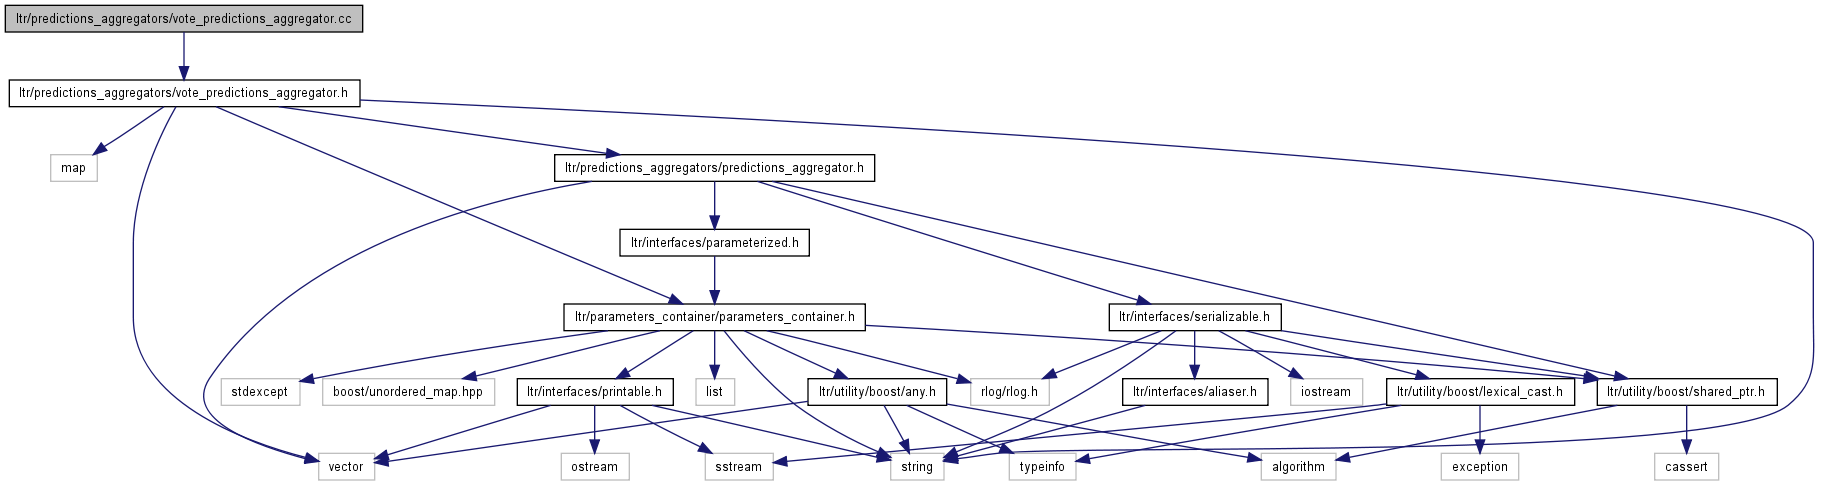 ltr/predictions_aggregators/vote_predictions_aggregator.cc
ltr/predictions_aggregators/vote_predictions_aggregator.h
map
ltr/predictions_aggregators/predictions_aggregator.h
ltr/interfaces/parameterized.h
ltr/parameters_container/parameters_container.h
ltr/interfaces/serializable.h
stdexcept
boost/unordered_map.hpp
ltr/interfaces/printable.h
list
ltr/utility/boost/any.h
rlog/rlog.h
ltr/interfaces/aliaser.h
iostream
ltr/utility/boost/lexical_cast.h
ltr/utility/boost/shared_ptr.h
vector
ostream
sstream
string
typeinfo
algorithm
exception
cassert